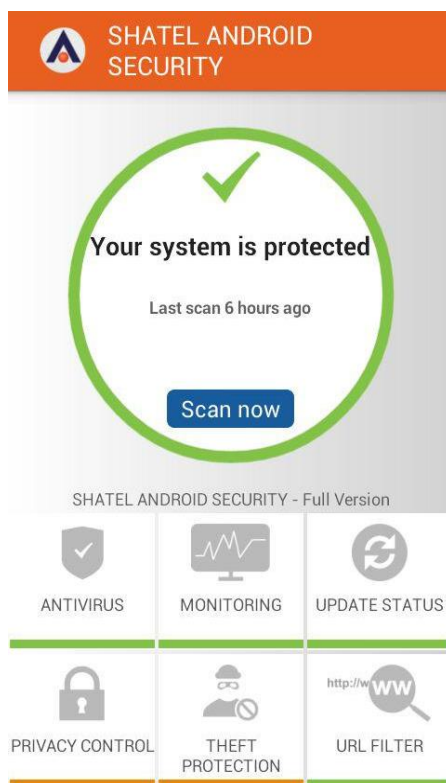 SHATEL ANDROID
SECURITY
Your system is protected
Last scan 6 hours ago
Scan now
SHATEL ANDROID SECURITY - Full Version
ANTIVIRUS
MONITORING
UPDATE STATUS
http://w ww
PRIVACY CONTROL
THEFT
PROTECTION
URL FILTER